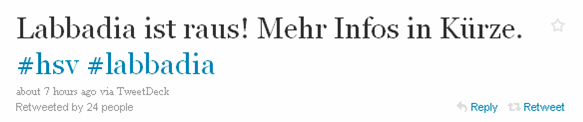 Labbadia ist raus! Mehr Infos in Kürze.
#hsv #labbadia
about 7 hours ago via TweetDeck
Retweeted by 24 people Reply Retweet